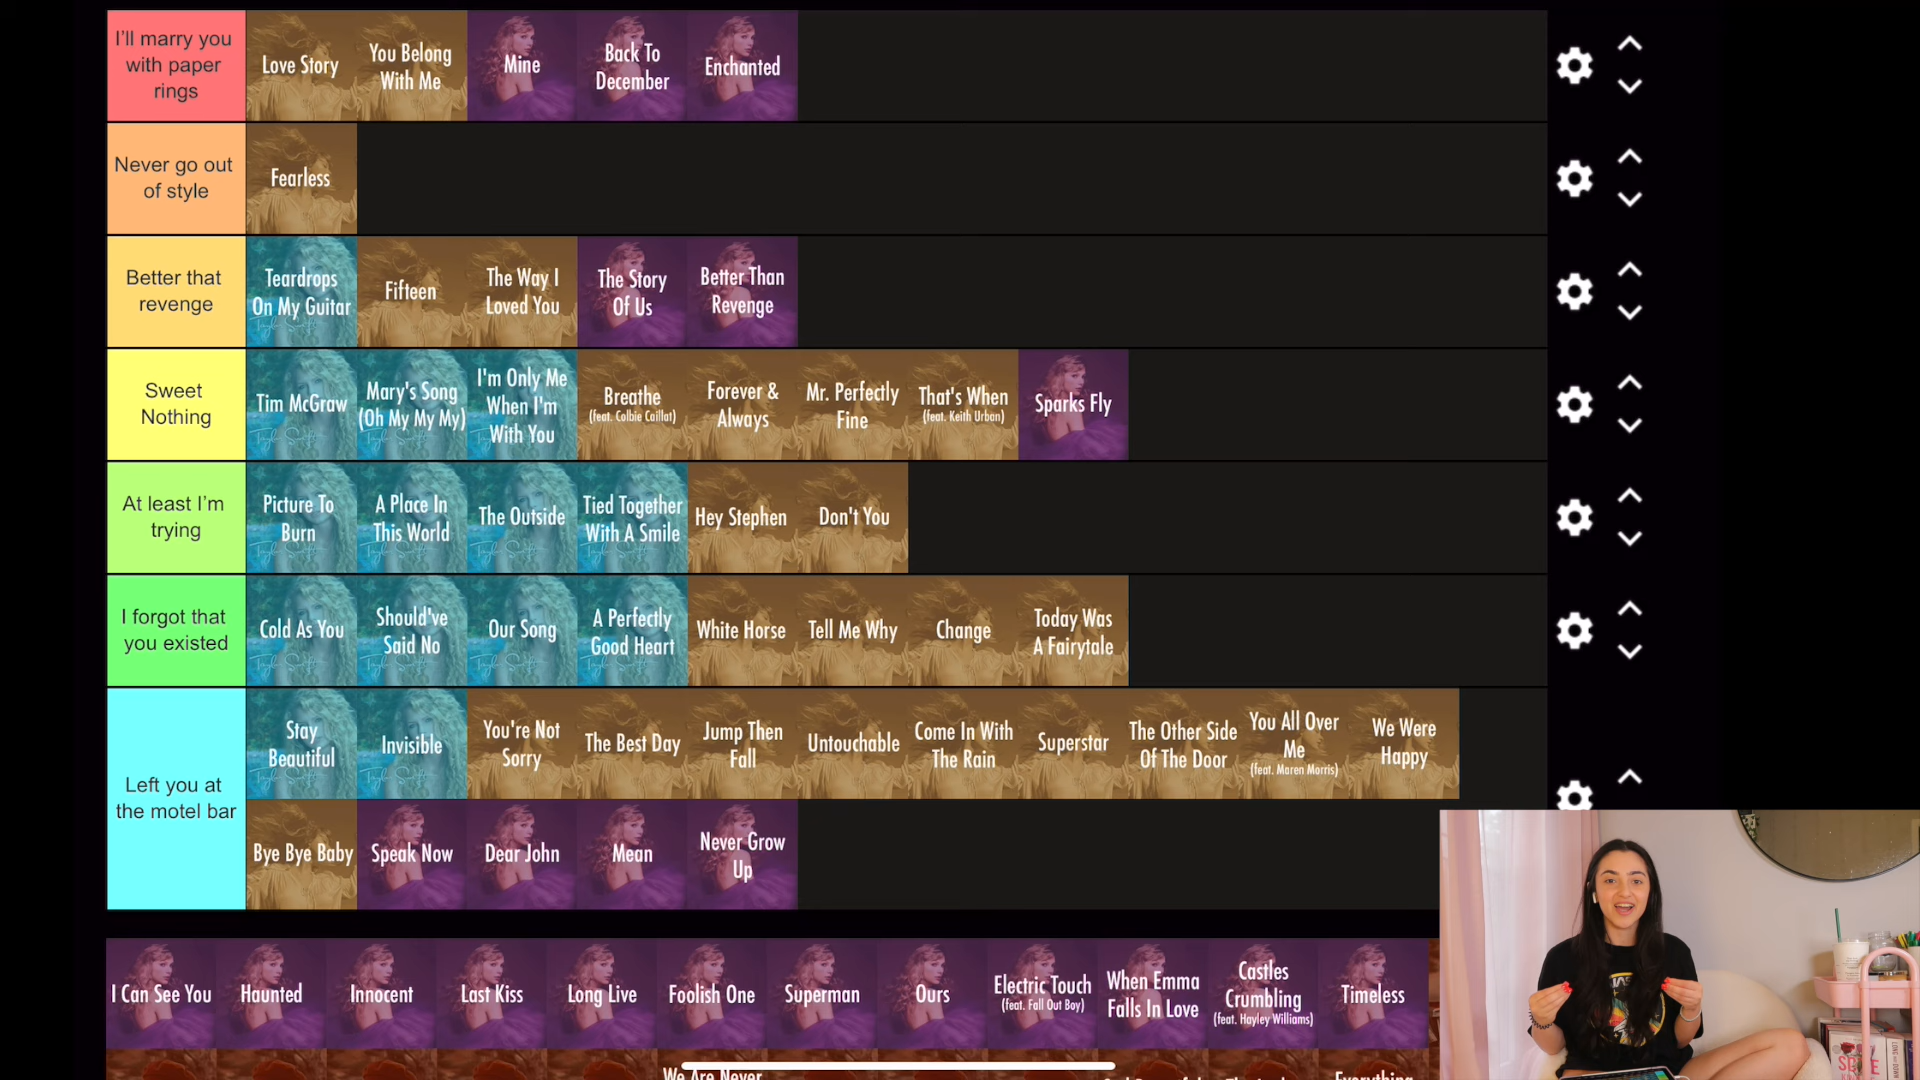 I'll marry you
with paper
rings
Love Story
You Belong
With Me
Mine
Back To
December
Enchanted
Never go out
of style
Fearless
Better that
revenge
Teardrops
On My Guitar
Taylor Swift
Fifteen
The Way I
Loved You
The Story
Of Us
Better Than
Revenge
Sweet
Nothing
Tim McGraw
Mary's Song
(Oh My My My)
I'm Only Me
When I'm
With You
Breathe
(feat. Colbie Caillat)
Forever &
Always
Mr. Perfectly
Fine
That's When
(feat. Keith Urban)
Sparks Fly
At least I'm
trying
Picture To
Burn
A Place In
This World
The Outside
Tied Together
With A Smile
Hey Stephen
Don't You
I forgot that
you existed
Cold As You
Should've
Said No
Our Song
A Perfectly
Good Heart
White Horse
Tell Me Why
Change
Today Was
A Fairytale
Left you at
the motel bar
Stay
Beautiful
Invisible
You're Not
Sorry
The Best Day
Jump Then
Fall
Untouchable
Come In With
The Rain
Superstar
The Other Side
Of The Door
You All Over
Me
(feat. Maren Morris)
We Were
Happy
Bye Bye Baby
Speak Now
Dear John
Mean
Never Grow
Up
I Can See You
Haunted
Innocent
Last Kiss
Long Live
Foolish One
Superman
Ours
Electric Touch
(feat. Fall Out Boy)
When Emma
Falls In Love
Castles
Crumbling
(feat. Hayley Williams)
Timeless
We Are Never
Everything